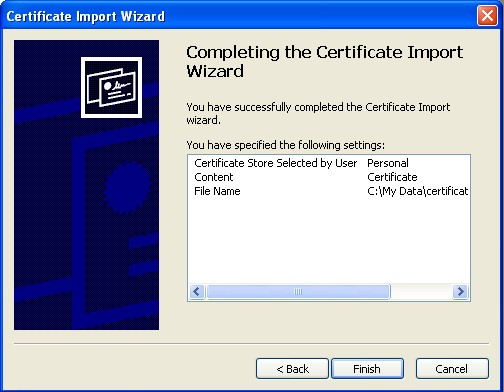 Certificate Import Wizard
Completing the Certificate Import
Wizard
You have successfully completed the Certificate Import
wizard.
You have specified the following settings:
Certificate Store Selected by User Personal
Content Certificate
File Name C:\My Data\certificat
< Back Finish Cancel